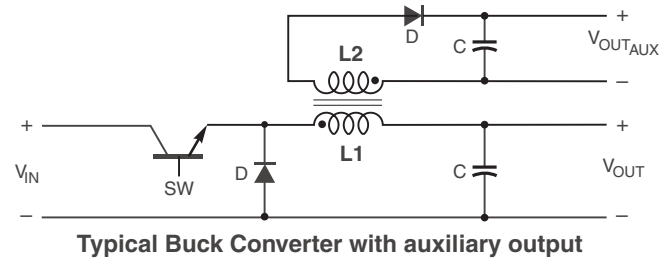 D
C
+
V_OUT_AUX
–
L2
+
L1
+
V_IN
SW
D
C
V_OUT
–
–
Typical Buck Converter with auxiliary output